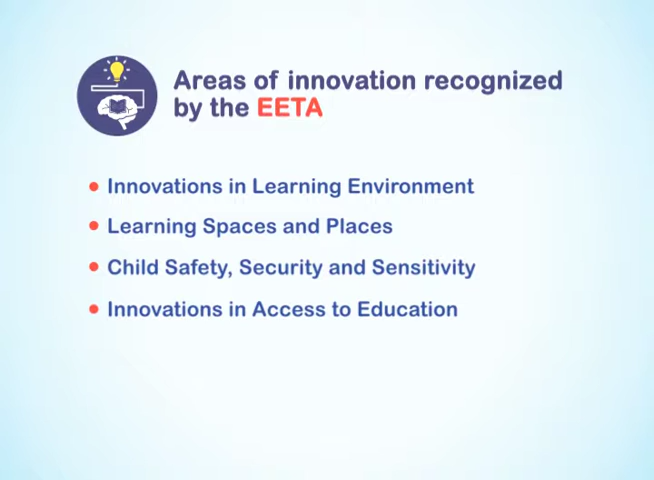 Areas of innovation recognized
by the EETA
Innovations in Learning Environment
Learning Spaces and Places
Child Safety, Security and Sensitivity
Innovations in Access to Education